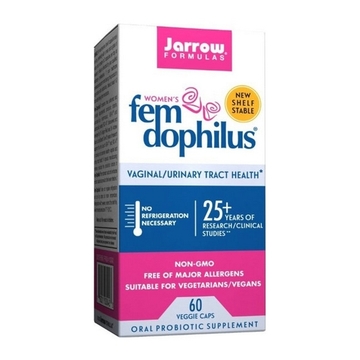 Jarrow
FORMULAS®
WOMEN'S
fem
dophilus®
NEW
SHELF
STABLE
VAGINAL/URINARY TRACT HEALTH*
NO
REFRIGERATION
NECESSARY
25+ YEARS OF
RESEARCH/CLINICAL
STUDIES**
NON-GMO
FREE OF MAJOR ALLERGENS
SUITABLE FOR VEGETARIANS/VEGANS
60
VEGGIE CAPS
ORAL PROBIOTIC SUPPLEMENT